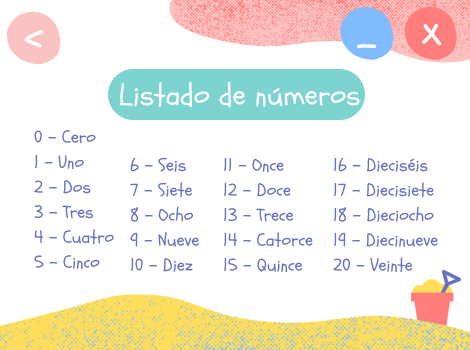 <
_
X
Listado de números
0 - Cero
1 - Uno
2 - Dos
3 - Tres
4 - Cuatro
5 - Cinco
6 - Seis
7 - Siete
8 - Ocho
9 - Nueve
10 - Diez
11 - Once
12 - Doce
13 - Trece
14 - Catorce
15 - Quince
16 - Dieciséis
17 - Diecisiete
18 - Dieciocho
19 - Diecinueve
20 - Veinte